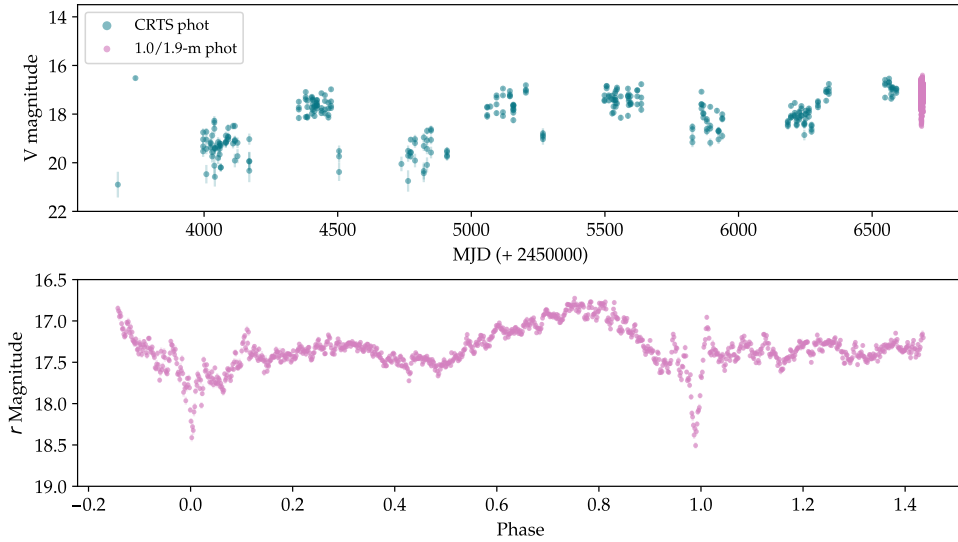 14
16
18
20
22
V magnitude
CRTS phot
1.0/1.9-m phot
4000 4500 5000 5500 6000 6500
MJD (+ 2450000)
16.5
17.0
17.5
18.0
18.5
19.0
r Magnitude
−0.2 0.0 0.2 0.4 0.6 0.8 1.0 1.2 1.4
Phase